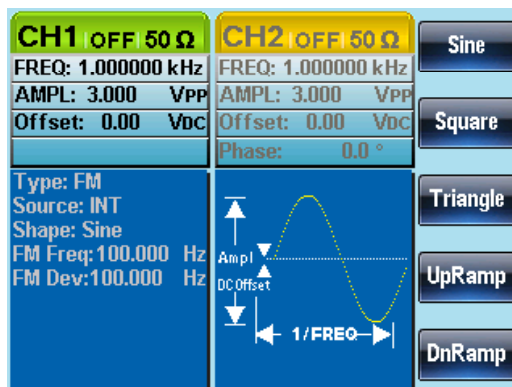 CH1 OFF 50 Ω
FREQ: 1.000000 kHz
AMPL: 3.000 VPP
Offset: 0.00 VDC
CH2 OFF 50 Ω
FREQ: 1.000000 kHz
AMPL: 3.000 VPP
Offset: 0.00 VDC
Phase: 0.0 °
Type: FM
Source: INT
Shape: Sine
FM Freq:100.000 Hz
FM Dev:100.000 Hz
Ampl
DC Offset
1/FREQ
Sine
Square
Triangle
UpRamp
DnRamp